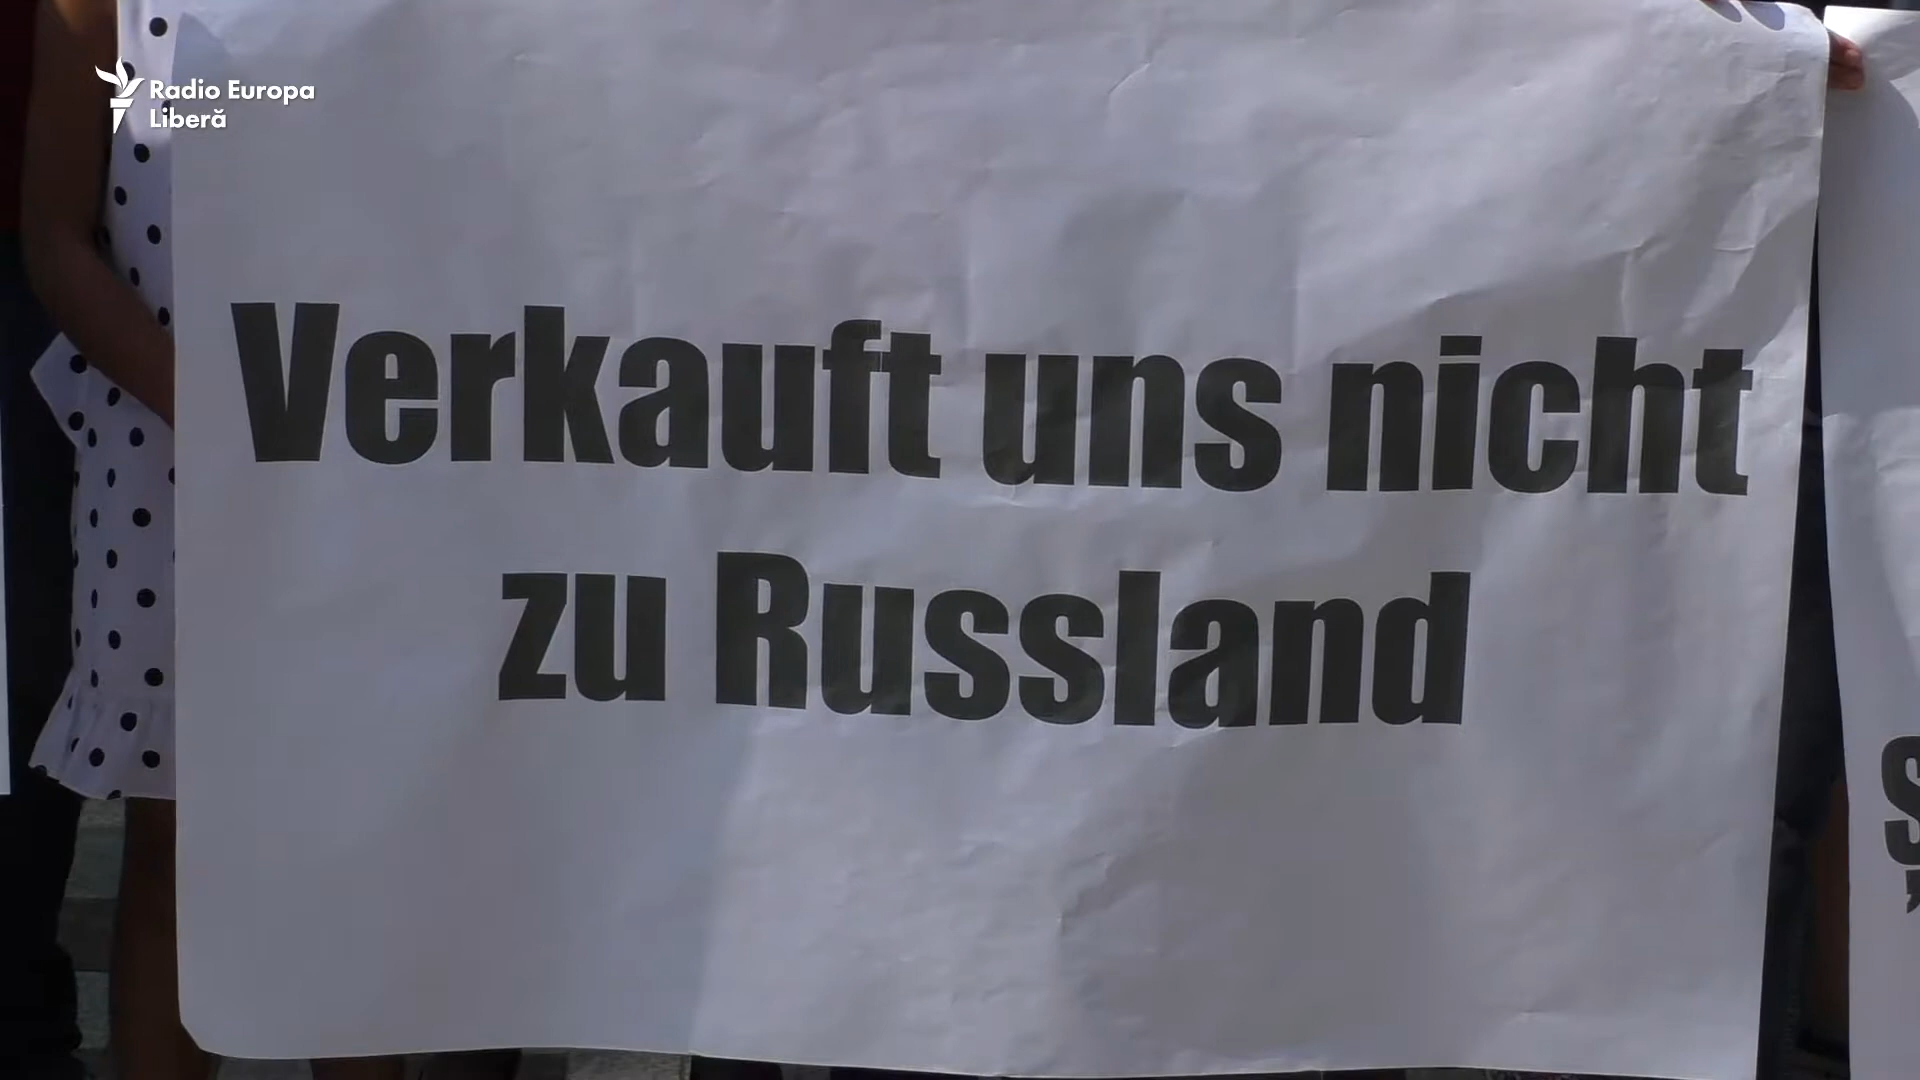 Radio Europa
Liberă
Verkauft uns nicht
zu Russland